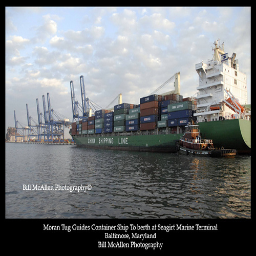 SHIPPING LINE
Bill McAllen Photography©
Moran Tug Guides Container Ship To berth at Seagirt Marine Terminal
Baltimore, Maryland
Bill McAllen Photography